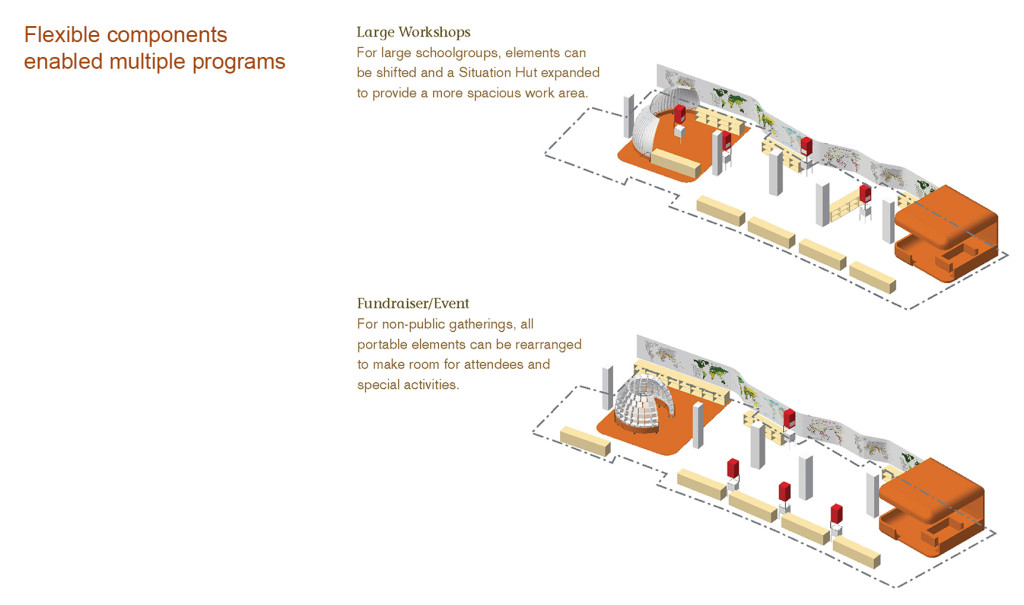 Flexible components
enabled multiple programs
Large Workshops
For large schoolgroups, elements can
be shifted and a Situation Hut expanded
to provide a more spacious work area.
Fundraiser/Event
For non-public gatherings, all
portable elements can be rearranged
to make room for attendees and
special activities.